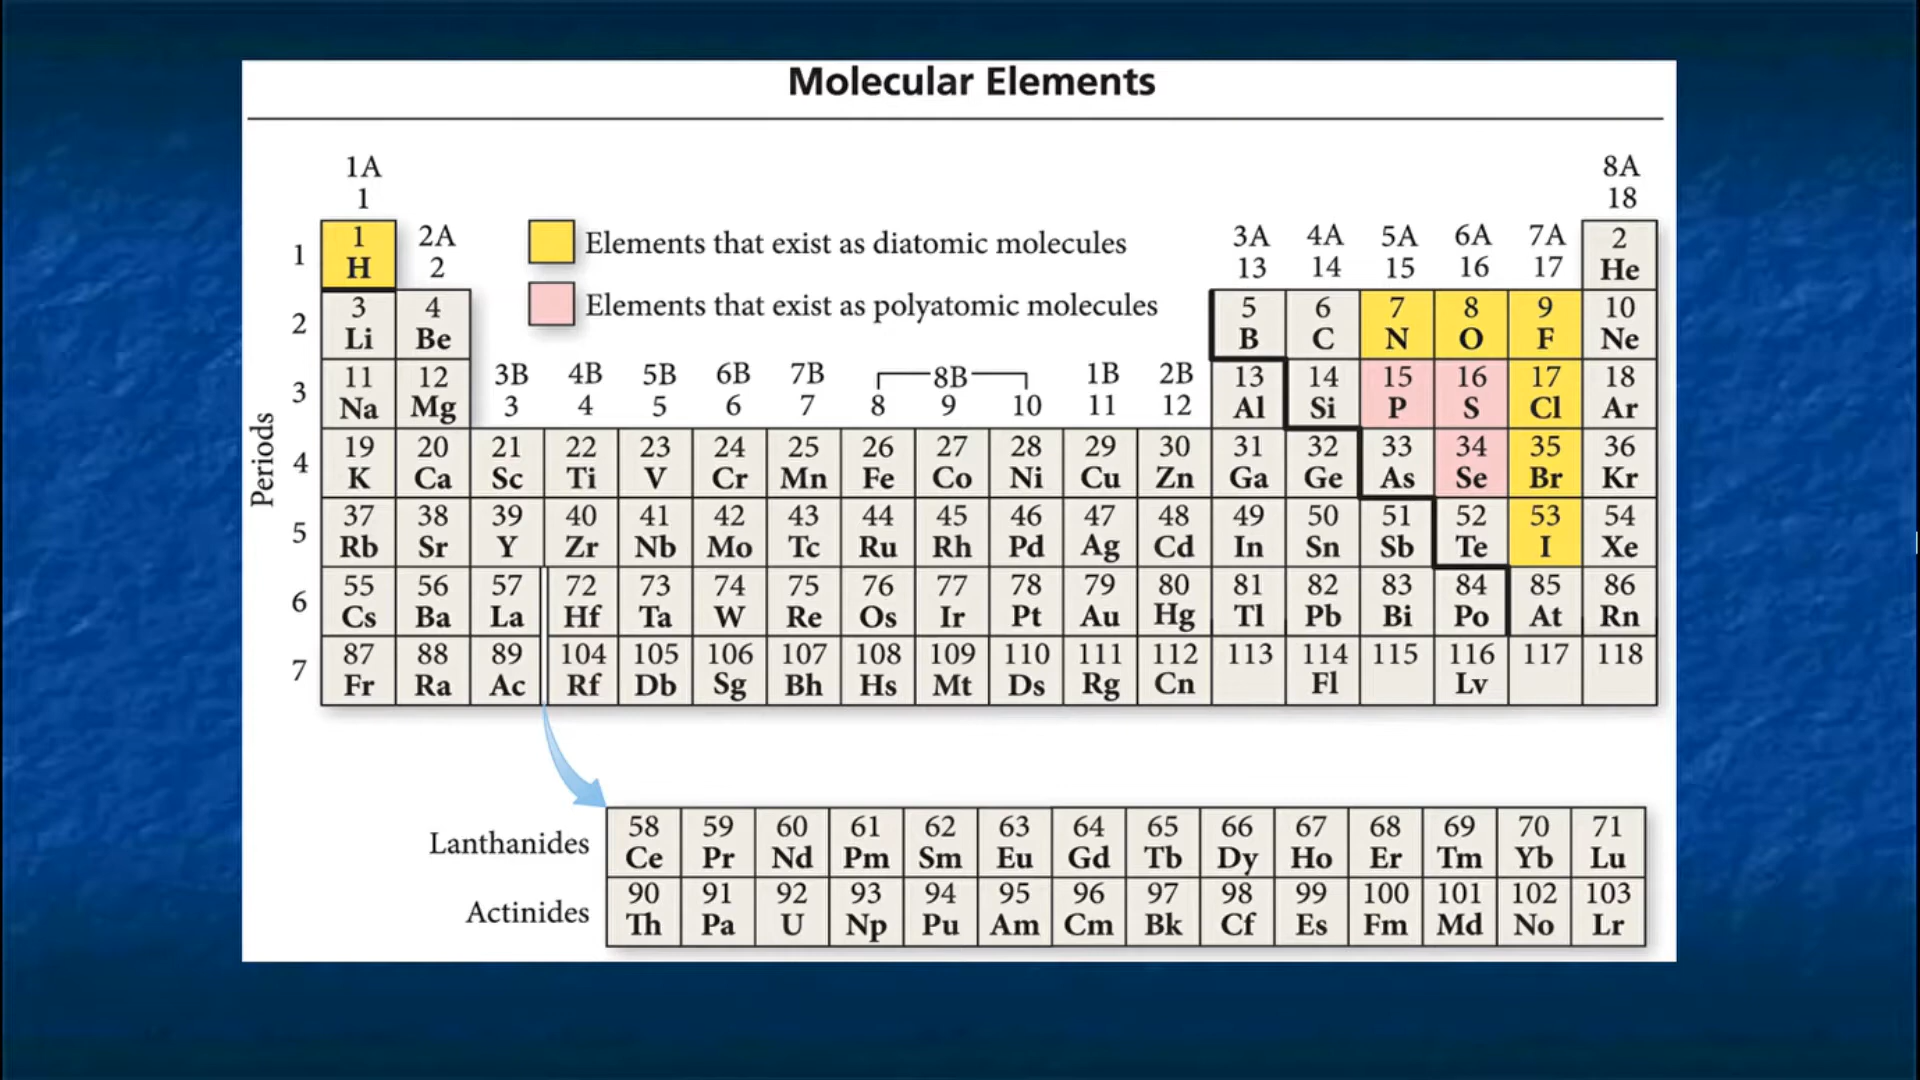 Molecular Elements
1A 8A
1 18
1 2A Elements that exist as diatomic molecules 3A 4A 5A 6A 7A 2
1 H 2 13 14 15 16 17 He
3 4 Elements that exist as polyatomic molecules 5 6 7 8 9 10
2 Li Be B C N O F Ne
11 12 3B 4B 5B 6B 7B 8B 1B 2B 13 14 15 16 17 18
3 Na Mg 3 4 5 6 7 8 9 10 11 12 Al Si P S Cl Ar
Periods
19 20 21 22 23 24 25 26 27 28 29 30 31 32 33 34 35 36
4 K Ca Sc Ti V Cr Mn Fe Co Ni Cu Zn Ga Ge As Se Br Kr
37 38 39 40 41 42 43 44 45 46 47 48 49 50 51 52 53 54
5 Rb Sr Y Zr Nb Mo Tc Ru Rh Pd Ag Cd In Sn Sb Te I Xe
55 56 57 72 73 74 75 76 77 78 79 80 81 82 83 84 85 86
6 Cs Ba La Hf Ta W Re Os Ir Pt Au Hg Tl Pb Bi Po At Rn
87 88 89 104 105 106 107 108 109 110 111 112 113 114 115 116 117 118
7 Fr Ra Ac Rf Db Sg Bh Hs Mt Ds Rg Cn Fl Lv
58 59 60 61 62 63 64 65 66 67 68 69 70 71
Lanthanides Ce Pr Nd Pm Sm Eu Gd Tb Dy Ho Er Tm Yb Lu
90 91 92 93 94 95 96 97 98 99 100 101 102 103
Actinides Th Pa U Np Pu Am Cm Bk Cf Es Fm Md No Lr